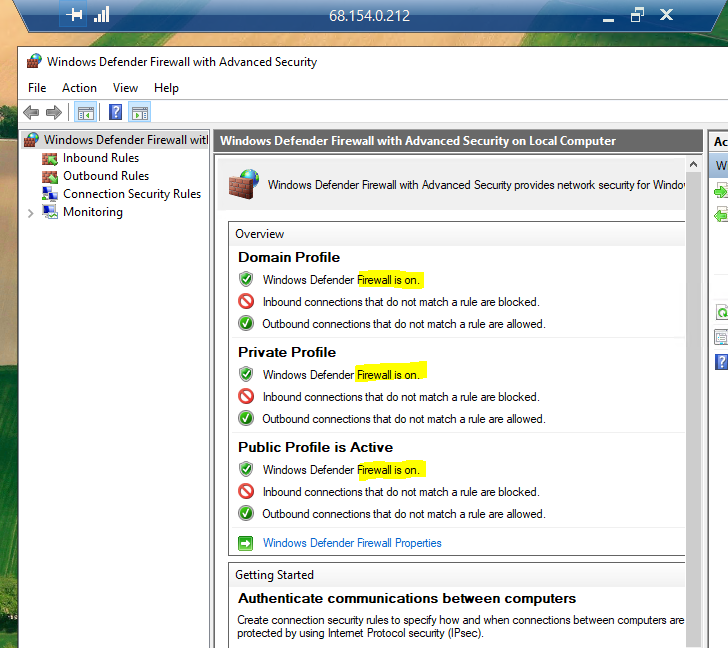 68.154.0.212
Windows Defender Firewall with Advanced Security
File Action View Help
Windows Defender Firewall wit
Inbound Rules
Outbound Rules
Connection Security Rules
Monitoring
Windows Defender Firewall with Advanced Security on Local Computer
Windows Defender Firewall with Advanced Security provides network security for Window
Overview
Domain Profile
Windows Defender Firewall is on.
Inbound connections that do not match a rule are blocked.
Outbound connections that do not match a rule are allowed.
Private Profile
Windows Defender Firewall is on.
Inbound connections that do not match a rule are blocked.
Outbound connections that do not match a rule are allowed.
Public Profile is Active
Windows Defender Firewall is on.
Inbound connections that do not match a rule are blocked.
Outbound connections that do not match a rule are allowed.
Windows Defender Firewall Properties
Getting Started
Authenticate communications between computers
Create connection security rules to specify how and when connections between computers are
protected by using Internet Protocol security (IPsec).
Ac
W